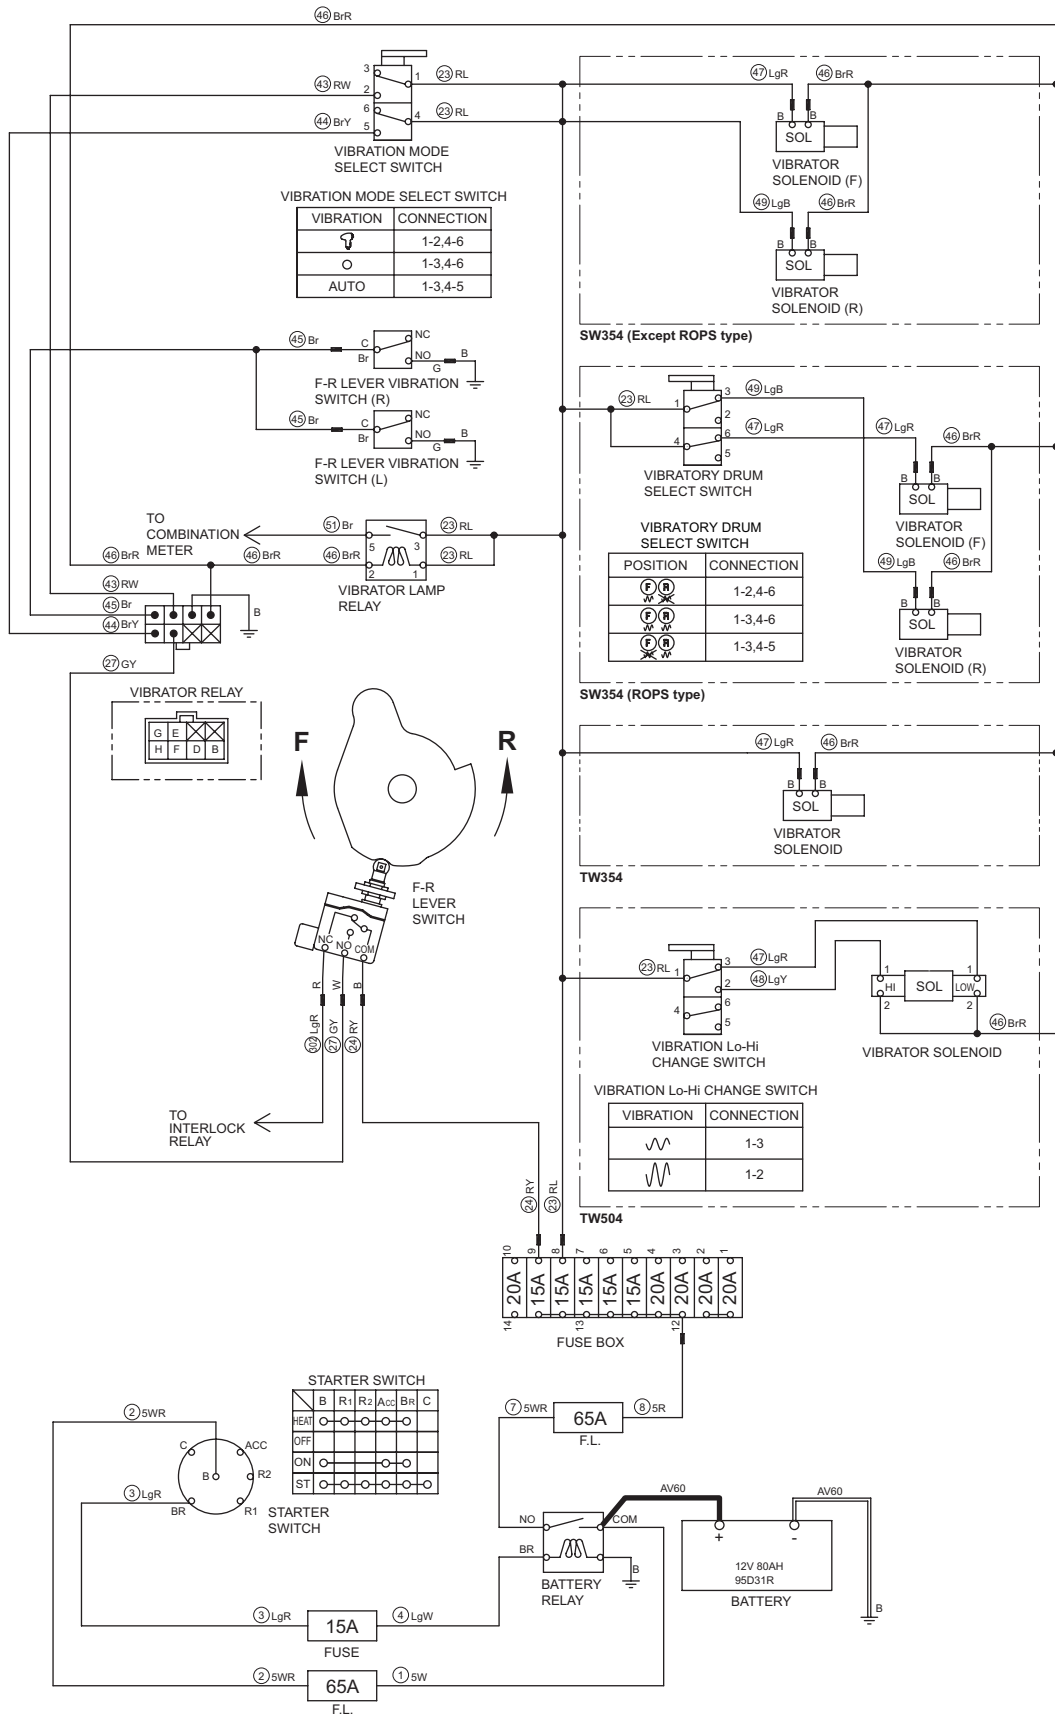 46 BrR
43 RW
3
1
2
23 RL
44 BrY
6
4
5
23 RL
VIBRATION MODE
SELECT SWITCH
VIBRATION MODE SELECT SWITCH
VIBRATION CONNECTION
1-2,4-6
1-3,4-6
AUTO 1-3,4-5
47 LgR
46 BrR
B B
SOL
VIBRATOR
SOLENOID (F)
49 LgB
46 BrR
B B
SOL
VIBRATOR
SOLENOID (R)
SW354 (Except ROPS type)
45 Br
C
Br
NC
NO
G
B
F-R LEVER VIBRATION
SWITCH (R)
45 Br
C
Br
NC
NO
G
B
F-R LEVER VIBRATION
SWITCH (L)
23 RL
1
3
2
4
6
5
49 LgB
47 LgR
47 LgR
46 BrR
VIBRATORY DRUM
SELECT SWITCH
B B
SOL
VIBRATOR
SOLENOID (F)
49 LgB
46 BrR
B B
SOL
VIBRATOR
SOLENOID (R)
VIBRATORY DRUM
SELECT SWITCH
POSITION CONNECTION
F R 1-2,4-6
F R 1-3,4-6
F R 1-3,4-5
SW354 (ROPS type)
TO
COMBINATION
METER
51 Br
5
3
23 RL
46 BrR
46 BrR
46 BrR
2
1
23 RL
VIBRATOR LAMP
RELAY
43 RW
45 Br
44 BrY
B
27 GY
VIBRATOR RELAY
G E
H F D B
F
R
F-R
LEVER
SWITCH
NC NO COM
R W B
302 LgR
27 GY
24 RY
TO
INTERLOCK
RELAY
47 LgR
46 BrR
B B
SOL
VIBRATOR
SOLENOID
TW354
23 RL
1
3
2
4
6
5
47 LgR
48 LgY
1 1
HI SOL LOW
2 2
46 BrR
VIBRATION Lo-Hi
CHANGE SWITCH
VIBRATOR SOLENOID
VIBRATION Lo-Hi CHANGE SWITCH
VIBRATION CONNECTION
1-3
1-2
TW504
24 RY
23 RL
10 9 8 7 6 5 4 3 2 1
20A 15A 15A 15A 15A 15A 20A 20A 20A 20A
14 13 12
FUSE BOX
STARTER SWITCH
B R1 R2 ACC BR C
HEAT
OFF
ON
ST
2 5WR
C
ACC
B
R2
BR
R1
3 LgR
STARTER
SWITCH
7 5WR
65A
F.L.
8 5R
AV60
AV60
NO
COM
BR
B
BATTERY
RELAY
+ -
12V 80AH
95D31R
BATTERY
B
3 LgR
15A
FUSE
4 LgW
2 5WR
65A
F.L.
1 5W